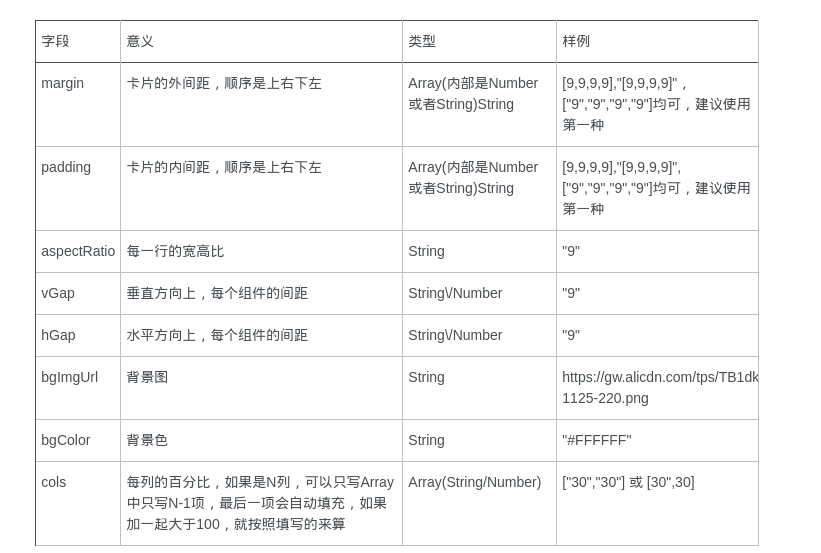 字段 意义 类型 样例
margin 卡片的外间距，顺序是上右下左 Array(内部是Number [9,9,9,9],"[9,9,9,9]"，
或者String)String ["9","9","9","9"]均可，建议使用
第一种
padding 卡片的内间距，顺序是上右下左 Array(内部是Number [9,9,9,9],"[9,9,9,9]",
或者String)String ["9","9","9","9"]均可，建议使用
第一种
aspectRatio 每一行的宽高比 String "9"
vGap 垂直方向上，每个组件的间距 String\/Number "9"
hGap 水平方向上，每个组件的间距 String\/Number "9"
bgImgUrl 背景图 String https://gw.alicdn.com/tps/TB1dk
1125-220.png
bgColor 背景色 String "#FFFFFF"
cols 每列的百分比，如果是N列，可以只写Array Array(String/Number) ["30","30"] 或 [30",30]
中只写N-1项，最后一项会自动填充，如果
加一起大于100，就按照填写的来算